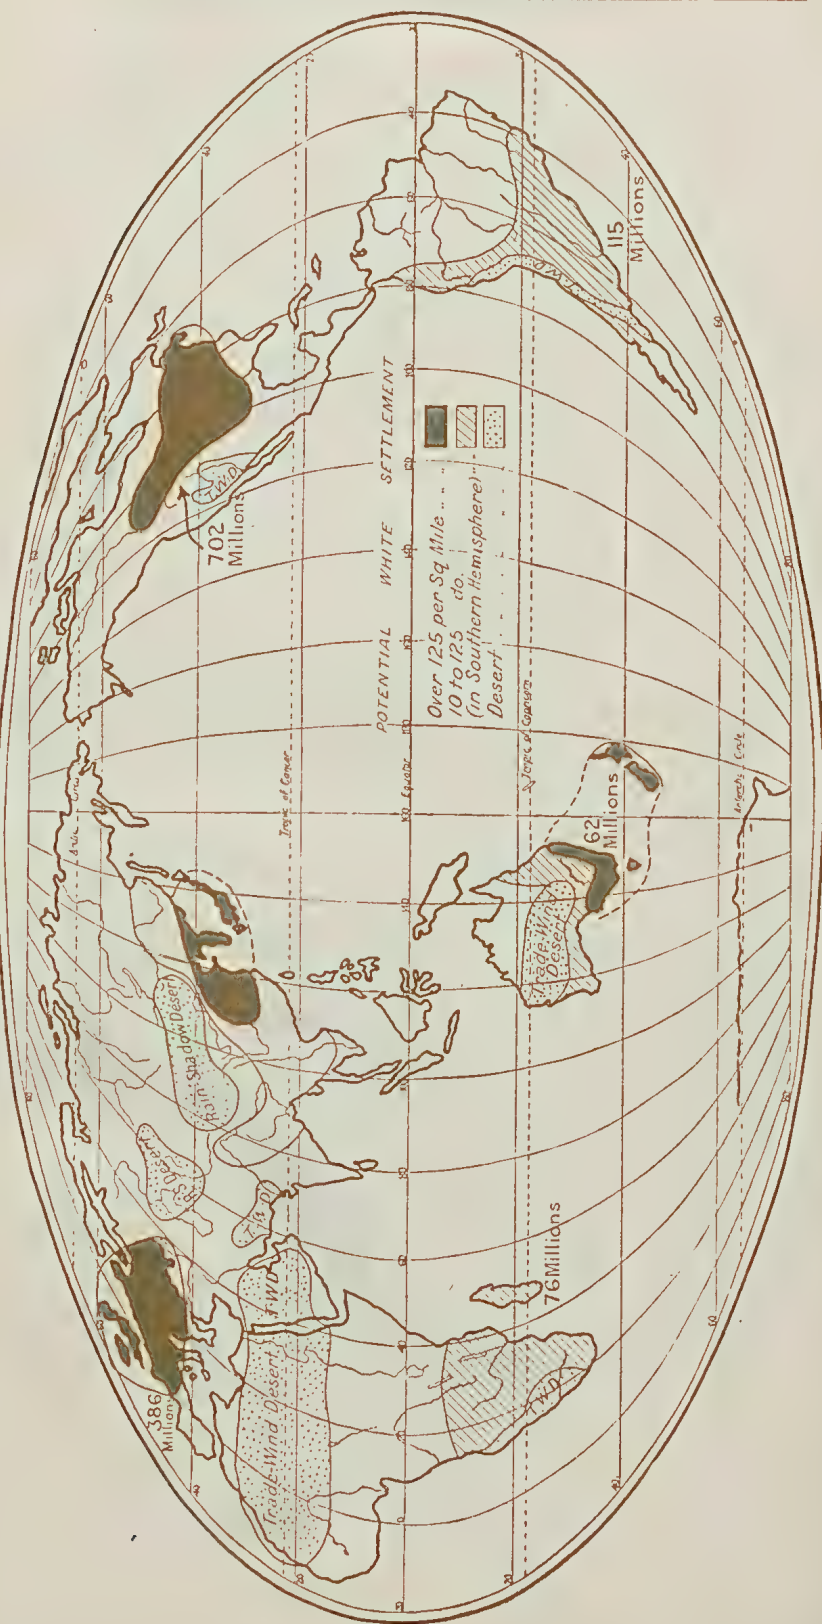 POTENTIAL WHITE SETTLEMENT
Over 125 per Sq Mile
10 to 125 do.
(in Southern Hemisphere)
Desert
386
Millions
702
Millions
115
Millions
62
Millions
76 Millions
Trade-Wind Desert
T.W.D.
T.W.D.
Rain Shadow Desert
Desert
Trade-Wind
Desert
W.D.
T.W.D.
T.W.D.
Tropic of Cancer
Equator
Tropic of Capricorn
Antarctic Circle